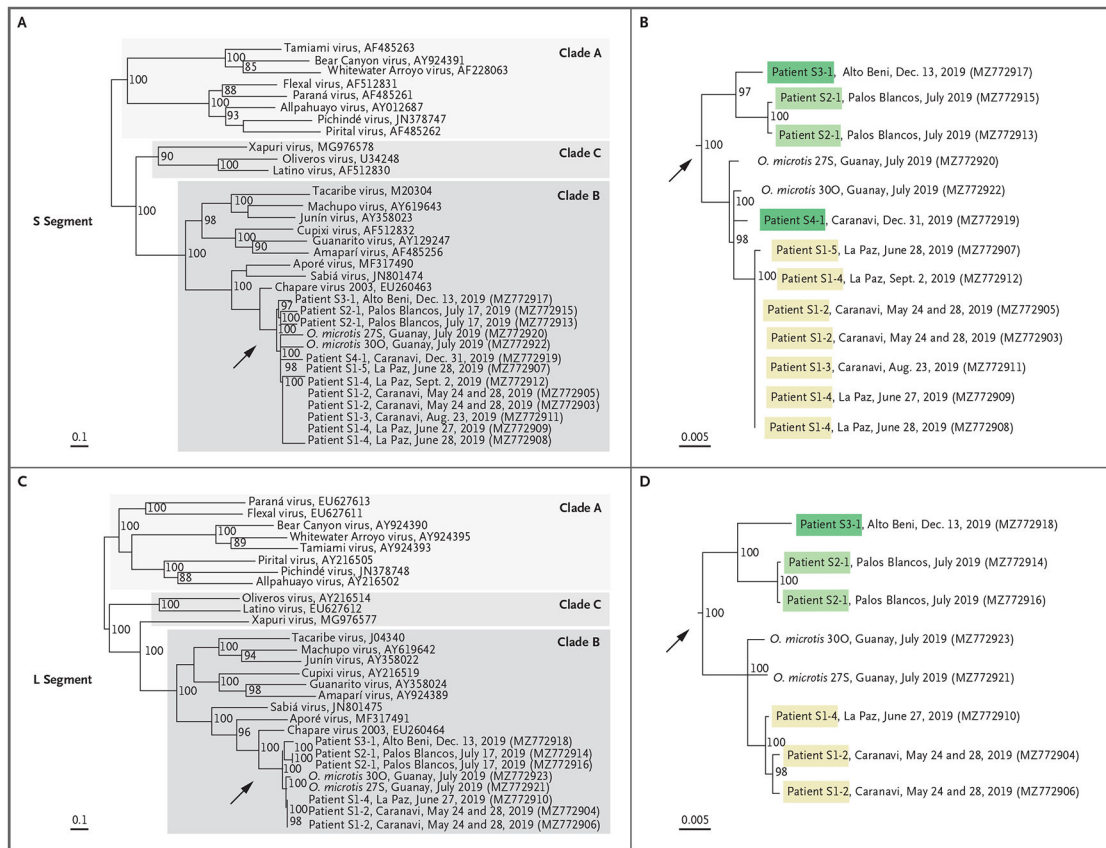 A
Tamiami virus, AF485263
100
Bear Canyon virus, AY924391
85
Whitewater Arroyo virus, AF228063
Clade A
100
Flexal virus, AF512831
88
Paraná virus, AF485261
100
Allpahuayo virus, AY012687
93
Pichindé virus, JN378747
Pirital virus, AF485262
Xapuri virus, MG976578
90
Oliveros virus, U34248
100
Latino virus, AF512830
Clade C
100
S Segment
Tacaribe virus, M20304
Clade B
100
Machupo virus, AY619643
Junín virus, AY358023
98
Cupixi virus, AF512832
100
Guanarito virus, AY129247
90
Amaparí virus, AF485256
100
Aporé virus, MF317490
Sabiá virus, JN801474
100
Chapare virus 2003, EU260463
Patient S3-1, Alto Beni, Dec. 13, 2019 (MZ772917)
97
Patient S2-1, Palos Blancos, July 17, 2019 (MZ772915)
100
Patient S2-1, Palos Blancos, July 17, 2019 (MZ772913)
100
O. microtis 27S, Guanay, July 2019 (MZ772920)
O. microtis 30O, Guanay, July 2019 (MZ772922)
100
Patient S4-1, Caranavi, Dec. 31, 2019 (MZ772919)
98
Patient S1-5, La Paz, June 28, 2019 (MZ772907)
100
Patient S1-4, La Paz, Sept. 2, 2019 (MZ772912)
Patient S1-2, Caranavi, May 24 and 28, 2019 (MZ772905)
Patient S1-2, Caranavi, May 24 and 28, 2019 (MZ772903)
Patient S1-3, Caranavi, Aug. 23, 2019 (MZ772911)
Patient S1-4, La Paz, June 27, 2019 (MZ772909)
Patient S1-4, La Paz, June 28, 2019 (MZ772908)
0.1
B
Patient S3-1, Alto Beni, Dec. 13, 2019 (MZ772917)
97
Patient S2-1, Palos Blancos, July 2019 (MZ772915)
100
Patient S2-1, Palos Blancos, July 2019 (MZ772913)
100
O. microtis 27S, Guanay, July 2019 (MZ772920)
O. microtis 30O, Guanay, July 2019 (MZ772922)
Patient S4-1, Caranavi, Dec. 31, 2019 (MZ772919)
98
Patient S1-5, La Paz, June 28, 2019 (MZ772907)
100
Patient S1-4, La Paz, Sept. 2, 2019 (MZ772912)
Patient S1-2, Caranavi, May 24 and 28, 2019 (MZ772905)
Patient S1-2, Caranavi, May 24 and 28, 2019 (MZ772903)
Patient S1-3, Caranavi, Aug. 23, 2019 (MZ772911)
Patient S1-4, La Paz, June 27, 2019 (MZ772909)
Patient S1-4, La Paz, June 28, 2019 (MZ772908)
0.005
C
Paraná virus, EU627613
100
Flexal virus, EU627611
Clade A
100
Bear Canyon virus, AY924390
100
Whitewater Arroyo virus, AY924395
89
Tamiami virus, AY924393
Pirital virus, AY216505
100
Pichindé virus, JN378748
88
Allpahuayo virus, AY216502
Oliveros virus, AY216514
100
Latino virus, EU627612
Clade C
Xapuri virus, MG976577
100
L Segment
Tacaribe virus, J04340
Clade B
100
Machupo virus, AY619642
94
Junín virus, AY358022
100
Cupixi virus, AY216519
100
Guanarito virus, AY358024
98
Amaparí virus, AY924389
Sabiá virus, JN801475
100
Aporé virus, MF317491
96
Chapare virus 2003, EU260464
Patient S3-1, Alto Beni, Dec. 13, 2019 (MZ772918)
100
100
Patient S2-1, Palos Blancos, July 17, 2019 (MZ772914)
Patient S2-1, Palos Blancos, July 17, 2019 (MZ772916)
100
O. microtis 30O, Guanay, July 2019 (MZ772923)
100
O. microtis 27S, Guanay, July 2019 (MZ772921)
Patient S1-4, La Paz, June 27, 2019 (MZ772910)
100
Patient S1-2, Caranavi, May 24 and 28, 2019 (MZ772904)
98
Patient S1-2, Caranavi, May 24 and 28, 2019 (MZ772906)
0.1
D
Patient S3-1, Alto Beni, Dec. 13, 2019 (MZ772918)
100
Patient S2-1, Palos Blancos, July 2019 (MZ772914)
100
Patient S2-1, Palos Blancos, July 2019 (MZ772916)
100
O. microtis 30O, Guanay, July 2019 (MZ772923)
100
O. microtis 27S, Guanay, July 2019 (MZ772921)
Patient S1-4, La Paz, June 27, 2019 (MZ772910)
100
Patient S1-2, Caranavi, May 24 and 28, 2019 (MZ772904)
98
Patient S1-2, Caranavi, May 24 and 28, 2019 (MZ772906)
0.005